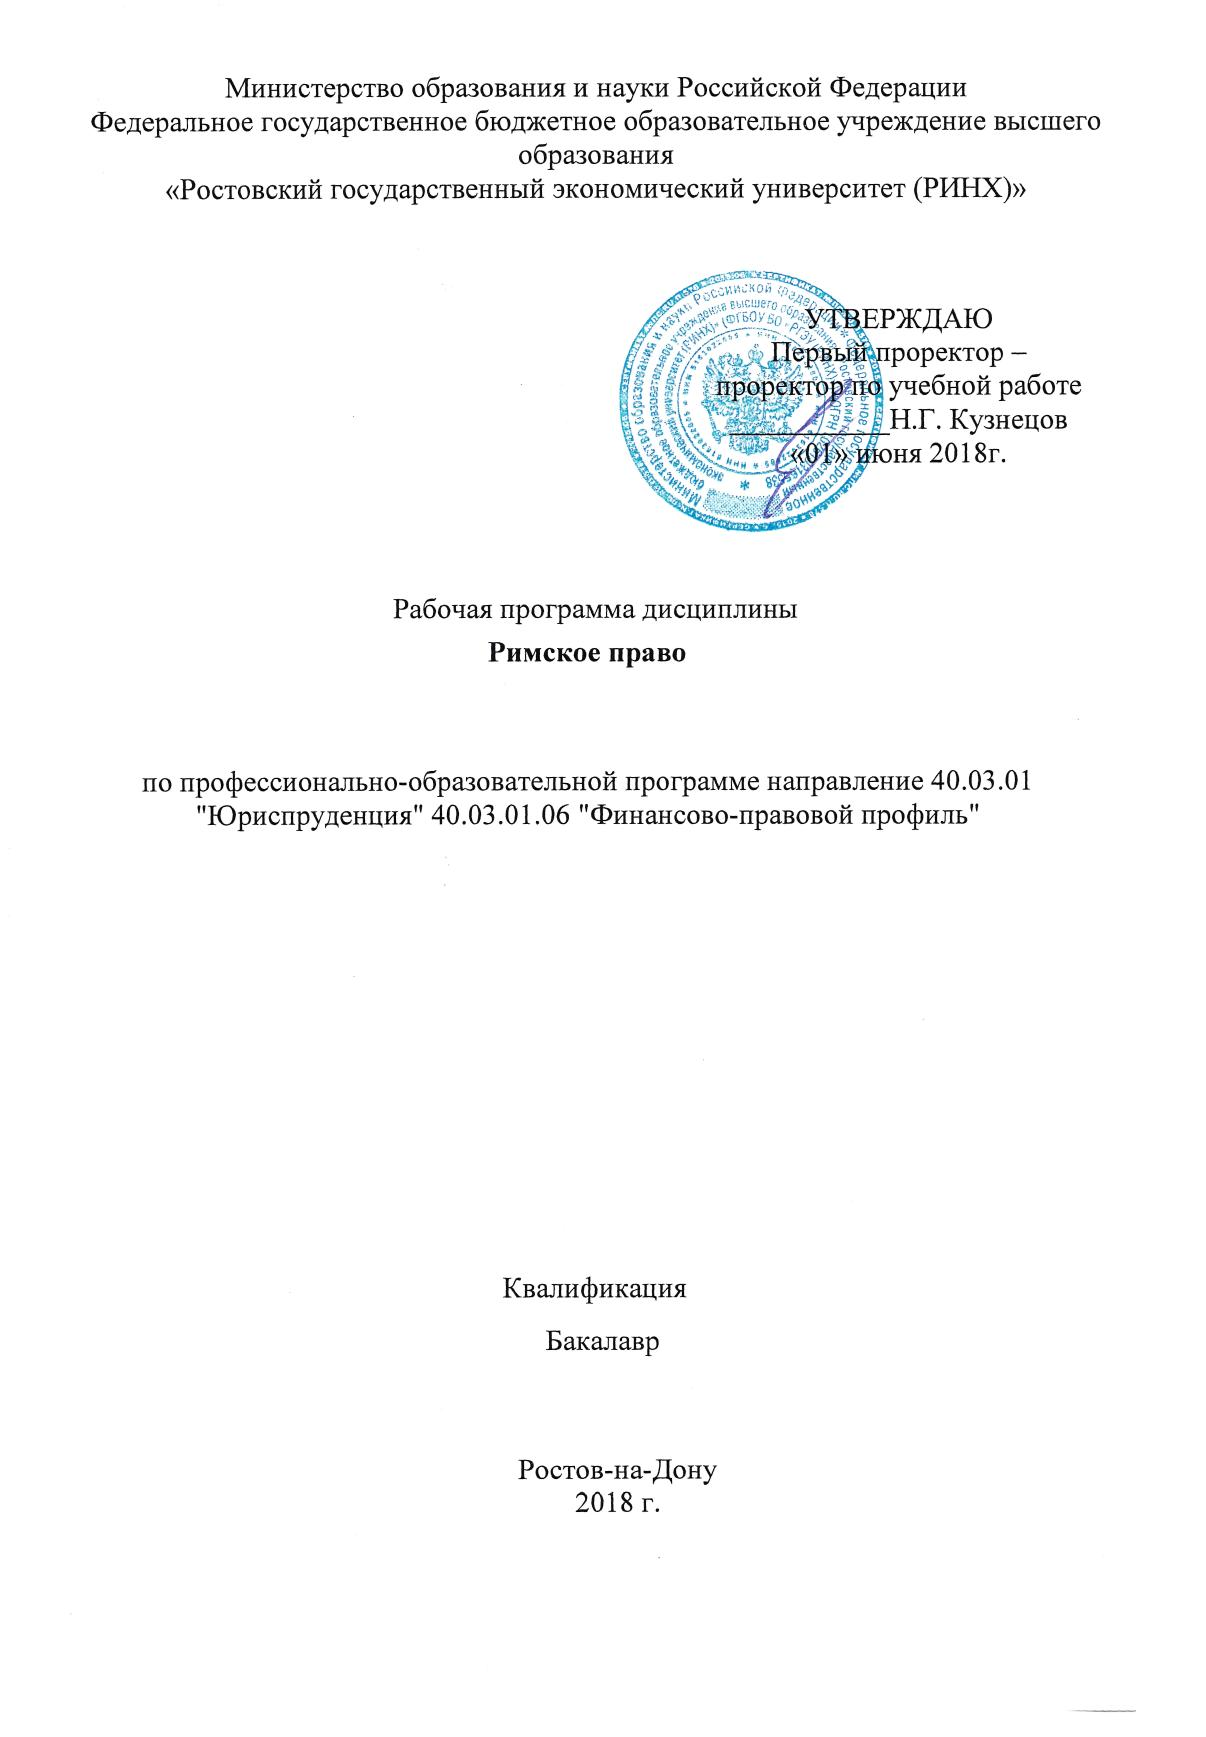 Министерство образования и науки Российской Федерации
Федеральное государственное бюджетное образовательное учреждение высшего
образования
«Ростовский государственный экономический университет (РИНХ)»
УТВЕРЖДАЮ
Первый проректор –
проректор по учебной работе
Н.Г. Кузнецов
«01» июня 2018г.
Рабочая программа дисциплины
Римское право
по профессионально-образовательной программе направление 40.03.01
"Юриспруденция" 40.03.01.06 "Финансово-правовой профиль"
Квалификация
Бакалавр
Ростов-на-Дону
2018 г.